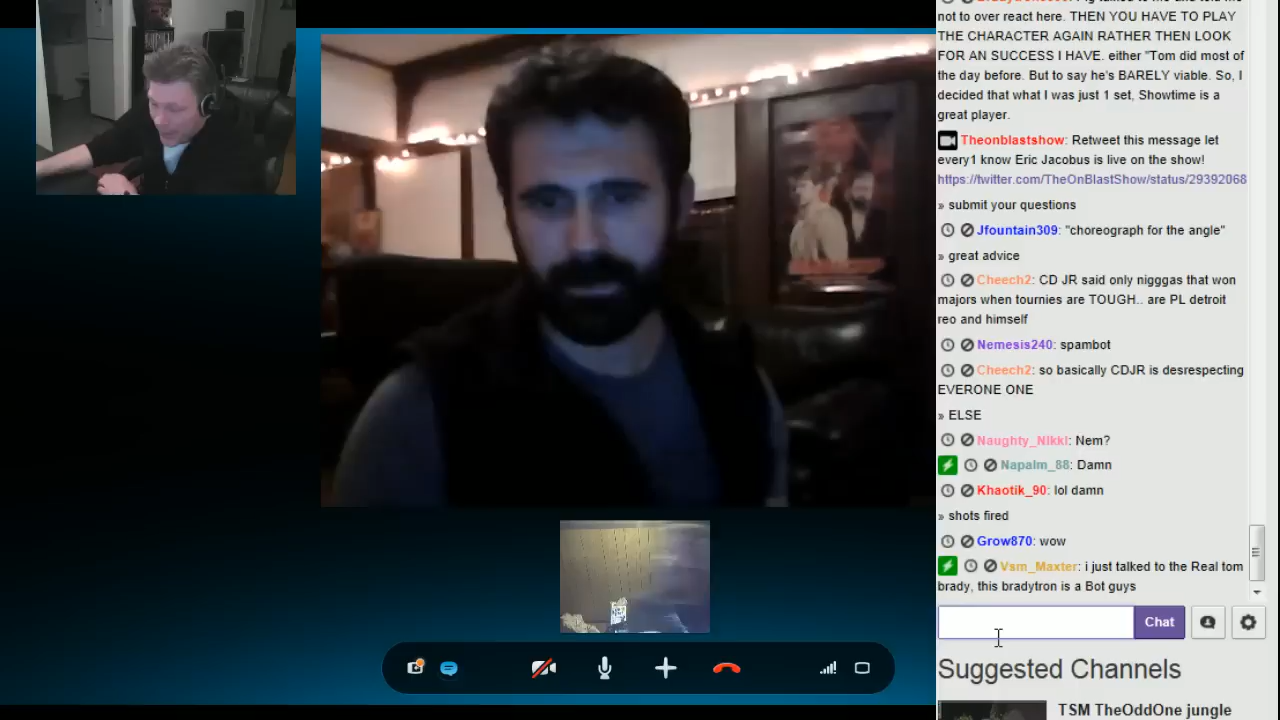 not to over react here. THEN YOU HAVE TO PLAY
THE CHARACTER AGAIN RATHER THEN LOOK
FOR AN SUCCESS I HAVE. either "Tom did most of
the day before. But to say he's BARELY viable. So, I
decided that what I was just 1 set, Showtime is a
great player.
Theonblastshow: Retweet this message let
every1 know Eric Jacobus is live on the show!
https://twitter.com/TheOnBlastShow/status/29392068
» submit your questions
Jfountain309: "choreograph for the angle"
» great advice
Cheech2: CD JR said only nigggas that won
majors when tournies are TOUGH.. are PL detroit
reo and himself
Nemesis240: spambot
Cheech2: so basically CDJR is desrespecting
EVERONE ONE
» ELSE
Naughty_Nikki: Nem?
Napalm_88: Damn
Khaotik_90: lol damn
» shots fired
Grow870: wow
Vsm_Maxter: i just talked to the Real tom
brady, this bradytron is a Bot guys
Chat
Suggested Channels
TSM TheOddOne jungle